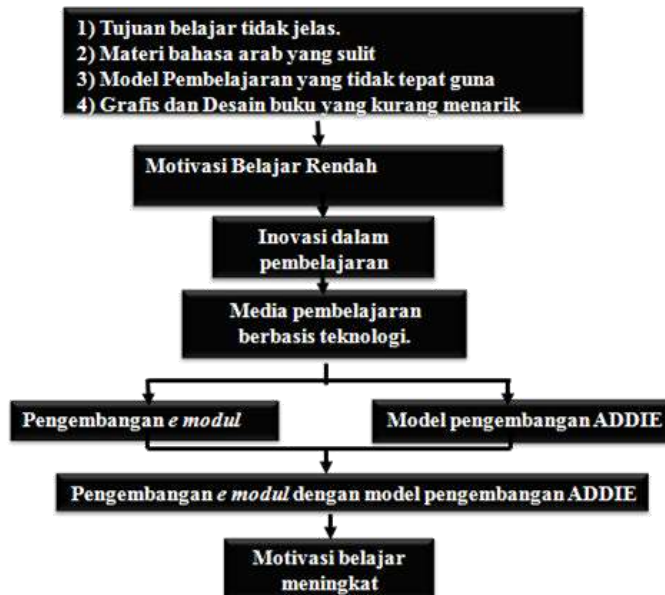 1) Tujuan belajar tidak jelas.
2) Materi bahasa arab yang sulit
3) Model Pembelajaran yang tidak tepat guna
4) Grafis dan Desain buku yang kurang menarik
Motivasi Belajar Rendah
Inovasi dalam
pembelajaran
Media pembelajaran
berbasis teknologi.
Pengembangan e modul
Model pengembangan ADDIE
Pengembangan e modul dengan model pengembangan ADDIE
Motivasi belajar
meningkat